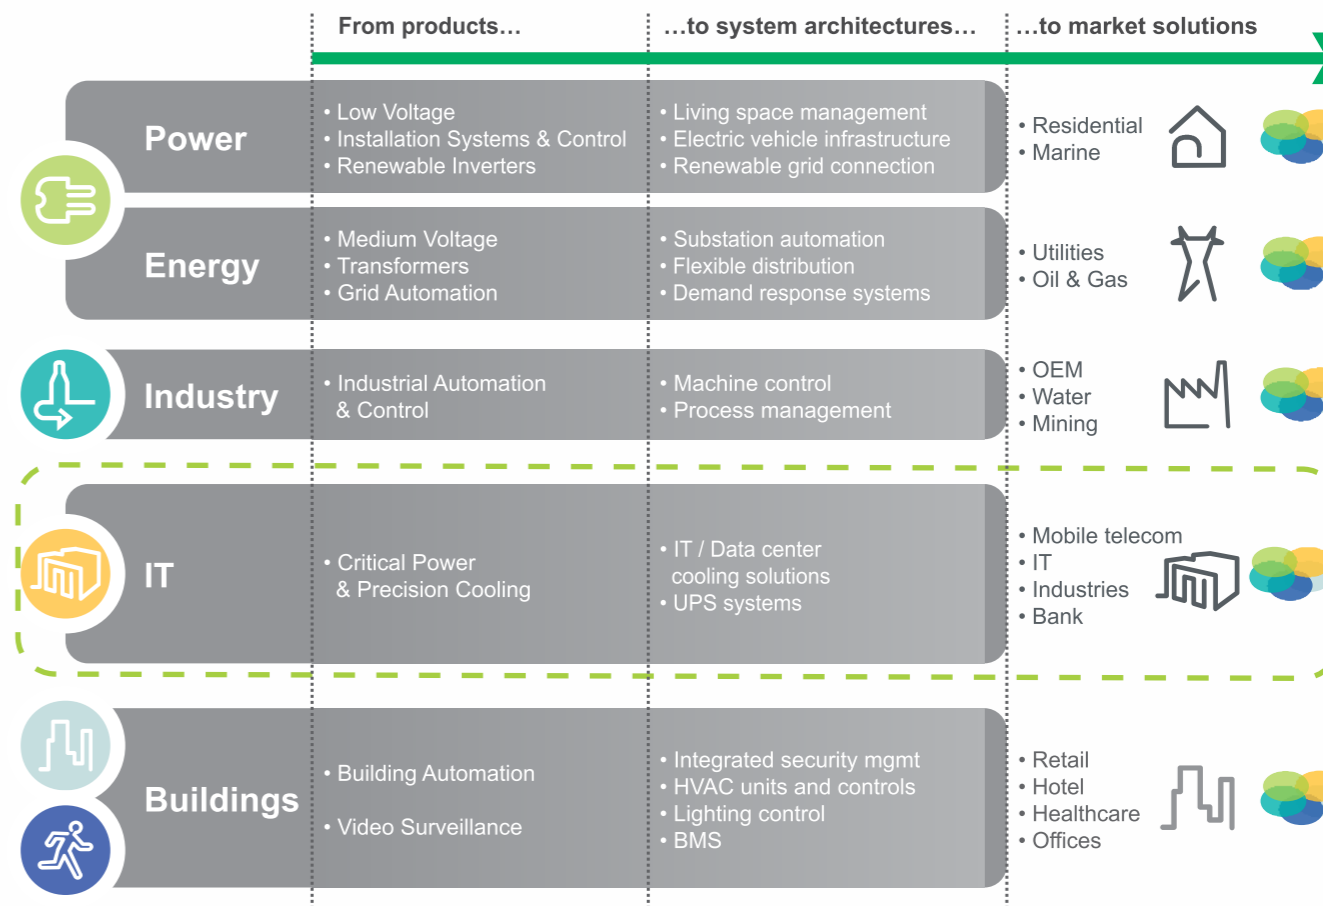 From products…
…to system architectures…
…to market solutions
Power
• Low Voltage
• Installation Systems & Control
• Renewable Inverters
• Living space management
• Electric vehicle infrastructure
• Renewable grid connection
• Residential
• Marine
Energy
• Medium Voltage
• Transformers
• Grid Automation
• Substation automation
• Flexible distribution
• Demand response systems
• Utilities
• Oil & Gas
Industry
• Industrial Automation
& Control
• Machine control
• Process management
• OEM
• Water
• Mining
IT
• Critical Power
& Precision Cooling
• IT / Data center
cooling solutions
• UPS systems
• Mobile telecom
• IT
• Industries
• Bank
Buildings
• Building Automation
• Video Surveillance
• Integrated security mgmt
• HVAC units and controls
• Lighting control
• BMS
• Retail
• Hotel
• Healthcare
• Offices